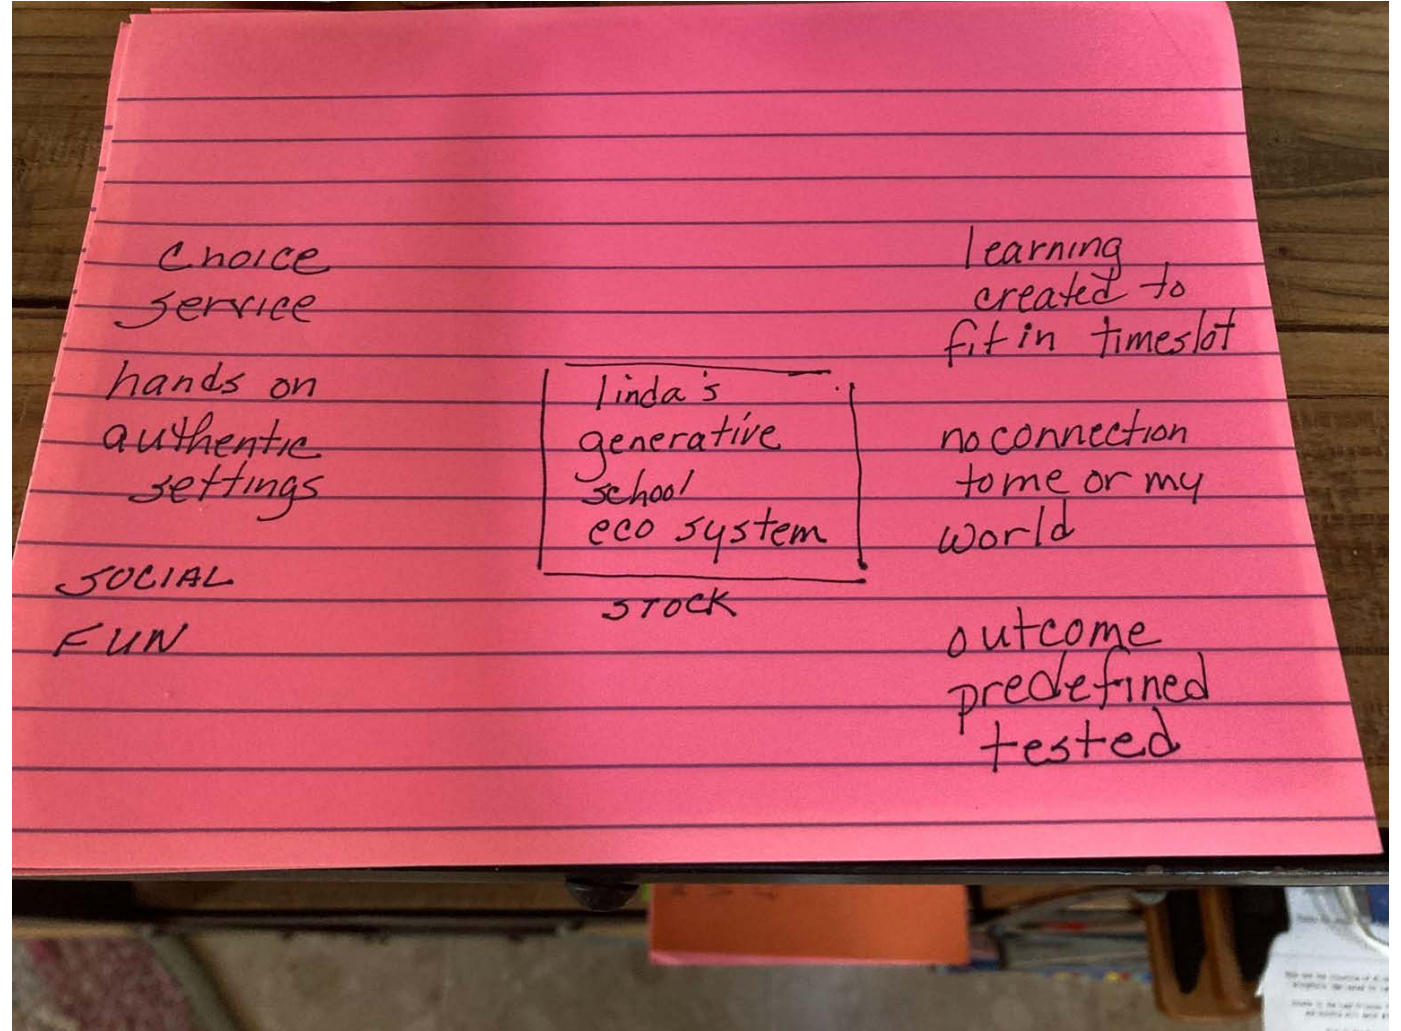 choice
service
hands on
authentic
settings
SOCIAL
FUN
linda's
generative
school
eco system
STOCK
learning
created to
fit in timeslot
no connection
to me or my
world
outcome
predefined
tested